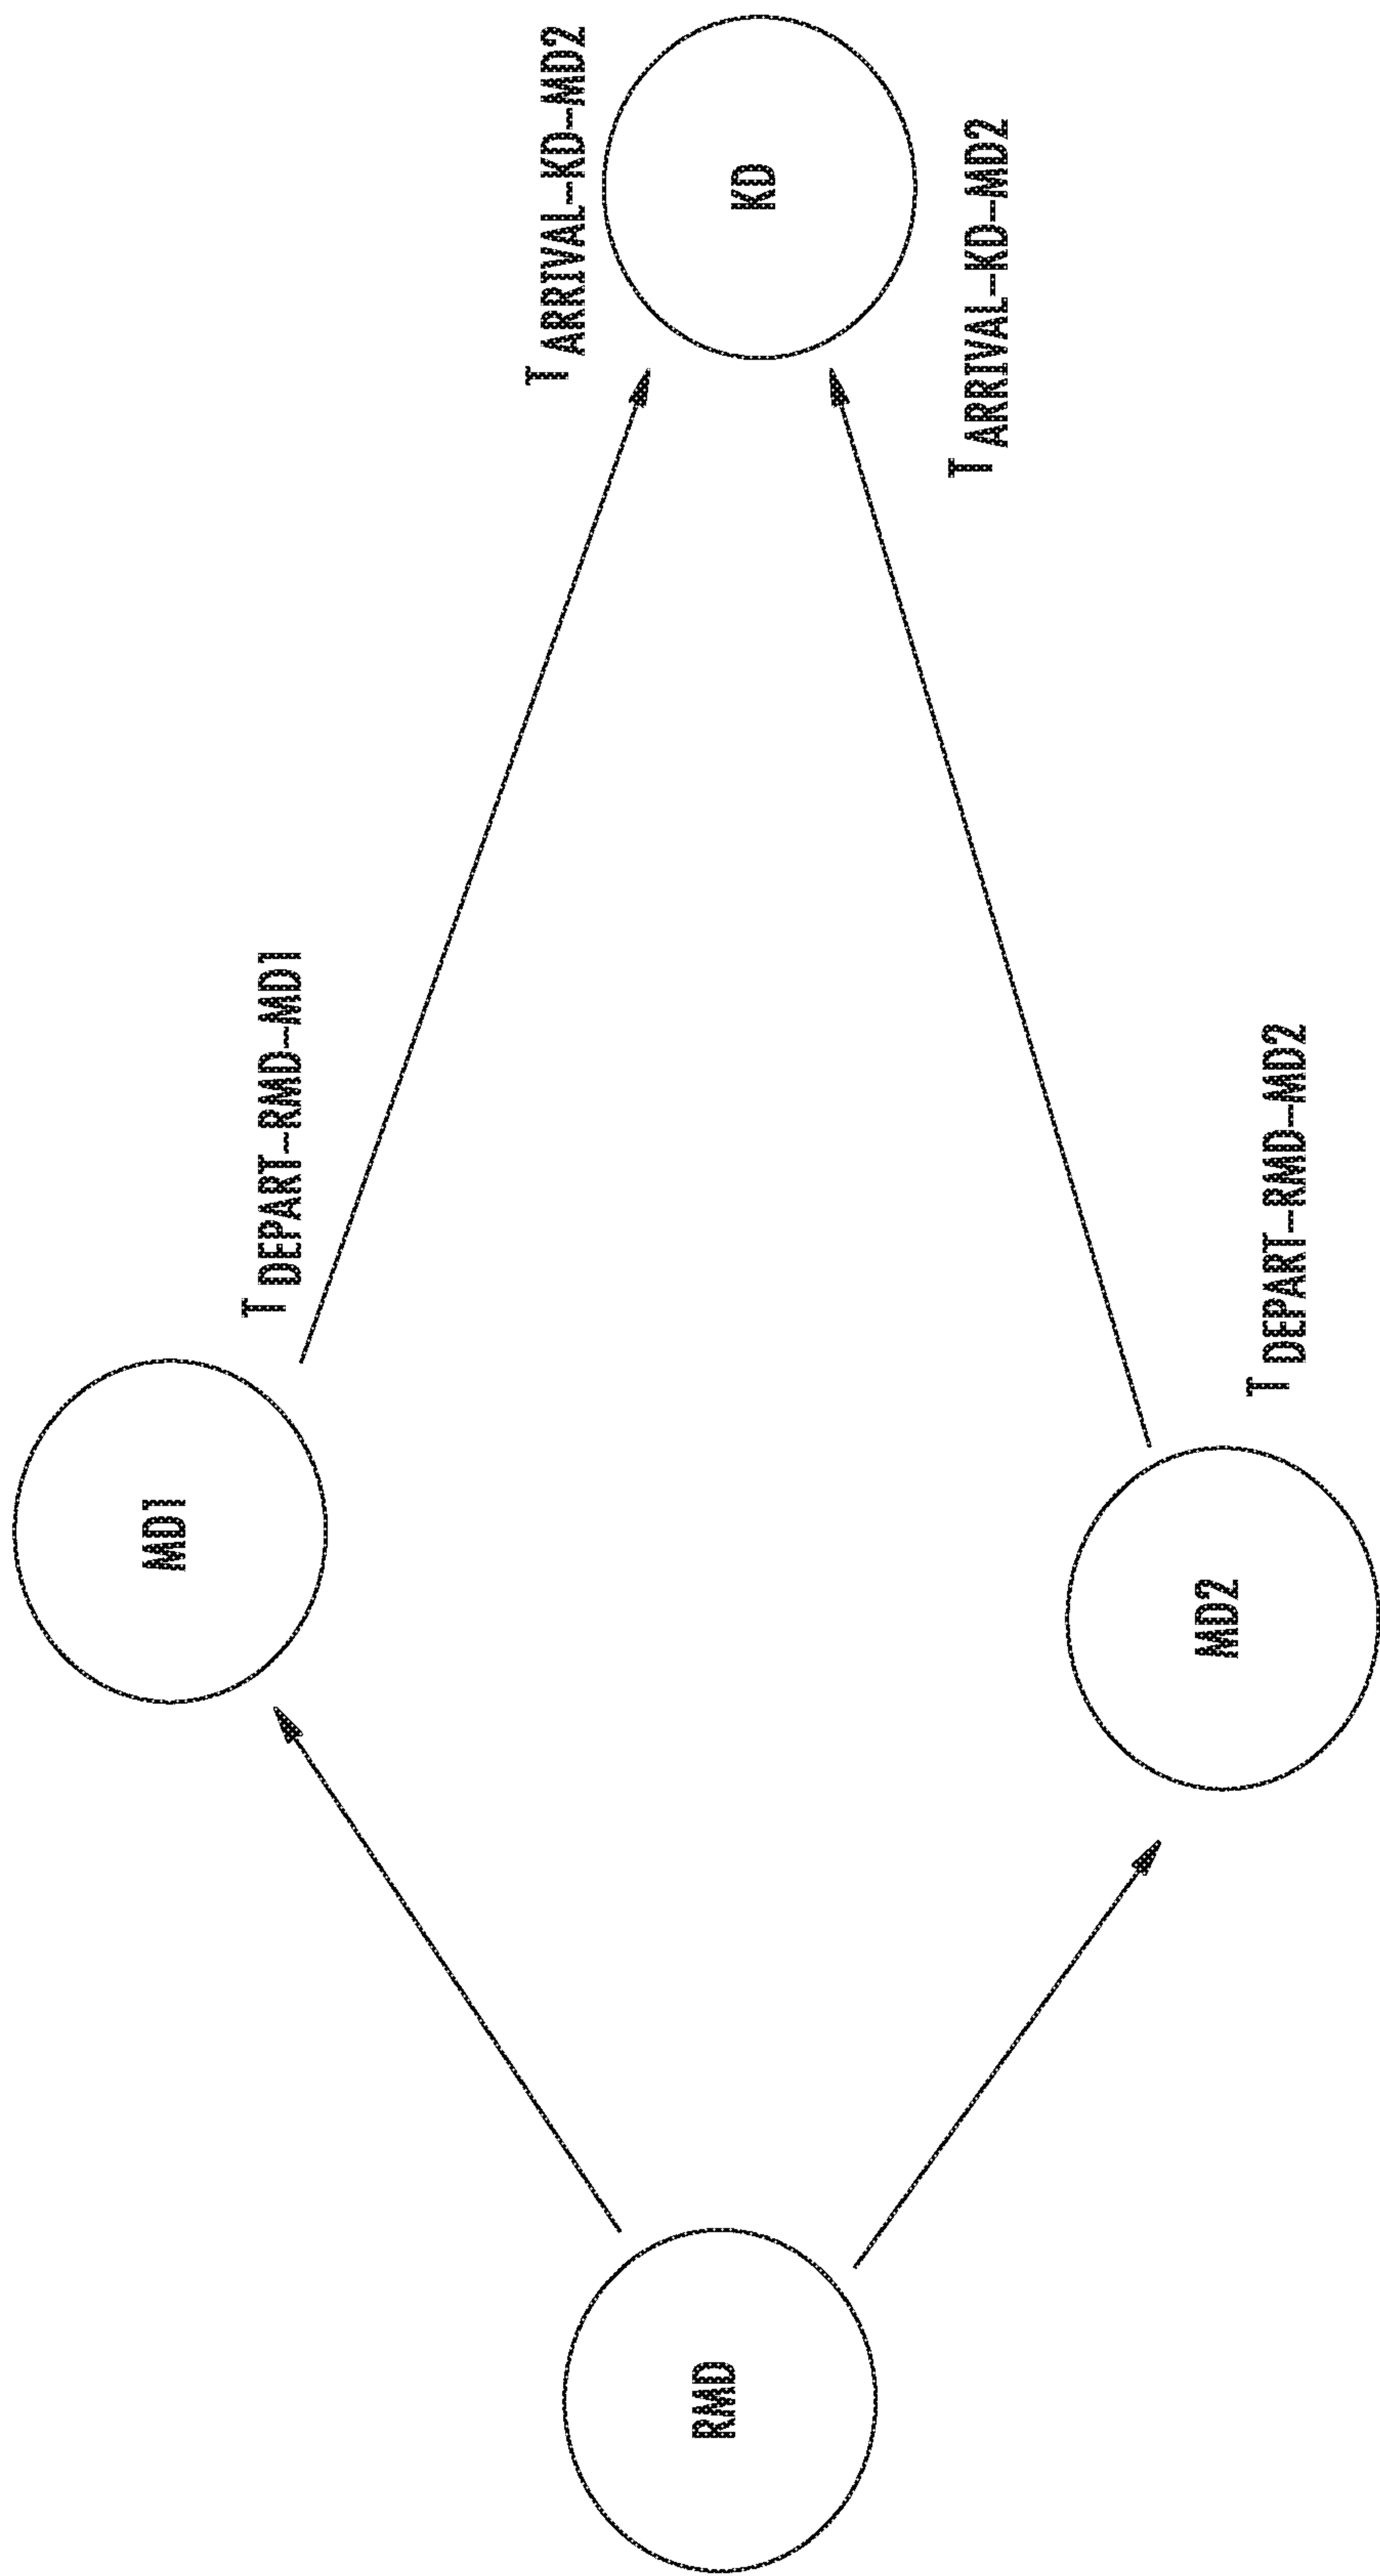 MD1
T DEPART-RMD-MD1
T ARRIVAL-KD-MD2
RMD
KD
T ARRIVAL-KD-MD2
MD2
T DEPART-RMD-MD2